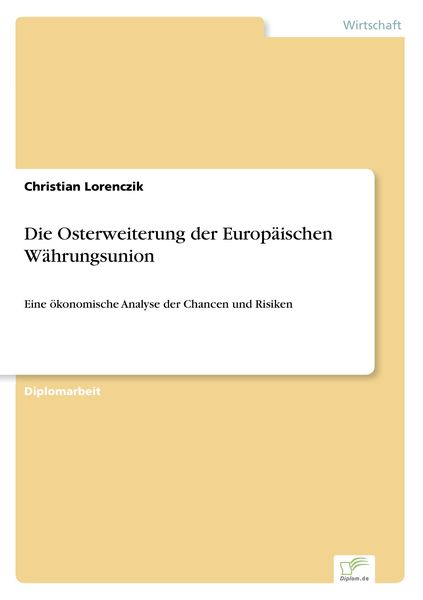 Wirtschaft
Christian Lorenczik
Die Osterweiterung der Europäischen
Währungsunion
Eine ökonomische Analyse der Chancen und Risiken
Diplomarbeit
Diplom.de